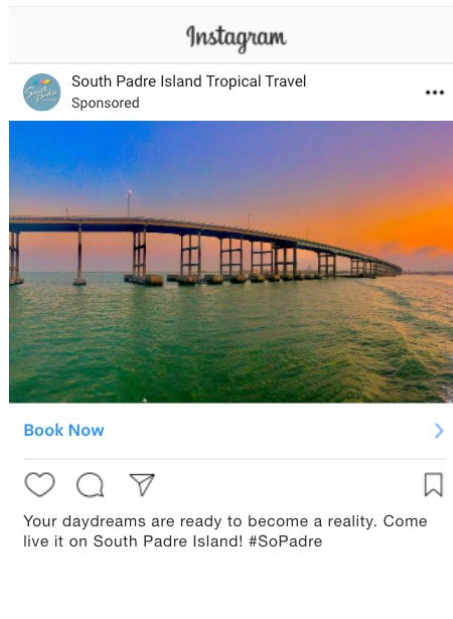 Instagram
South Padre Island Tropical Travel
Sponsored
Book Now
Your daydreams are ready to become a reality. Come
live it on South Padre Island! #SoPadre